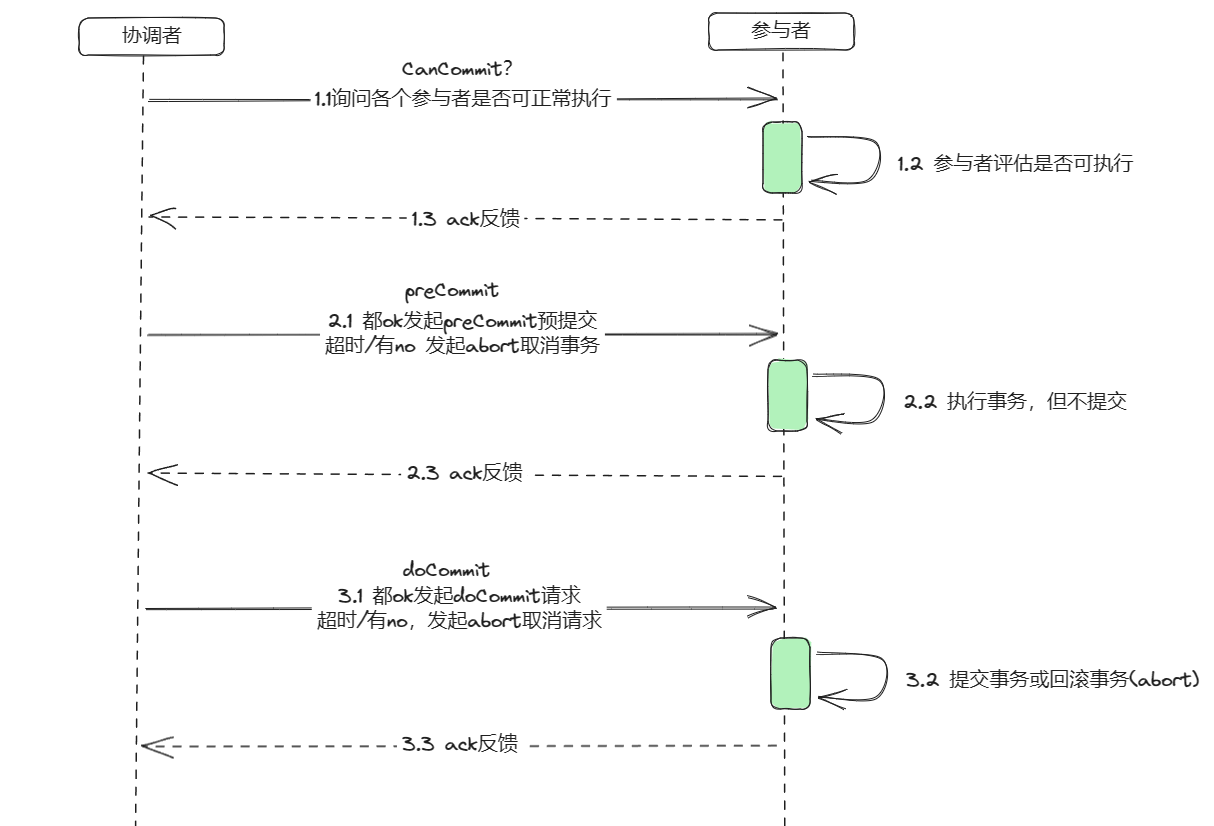 协调者
参与者
CanCommit?
1.1询问各个参与者是否可正常执行
1.2 参与者评估是否可执行
1.3 ack反馈
preCommit
2.1 都ok发起preCommit预提交
超时/有no 发起abort取消事务
2.2 执行事务，但不提交
2.3 ack反馈
doCommit
3.1 都ok发起doCommit请求
超时/有no，发起abort取消请求
3.2 提交事务或回滚事务(abort)
3.3 ack反馈